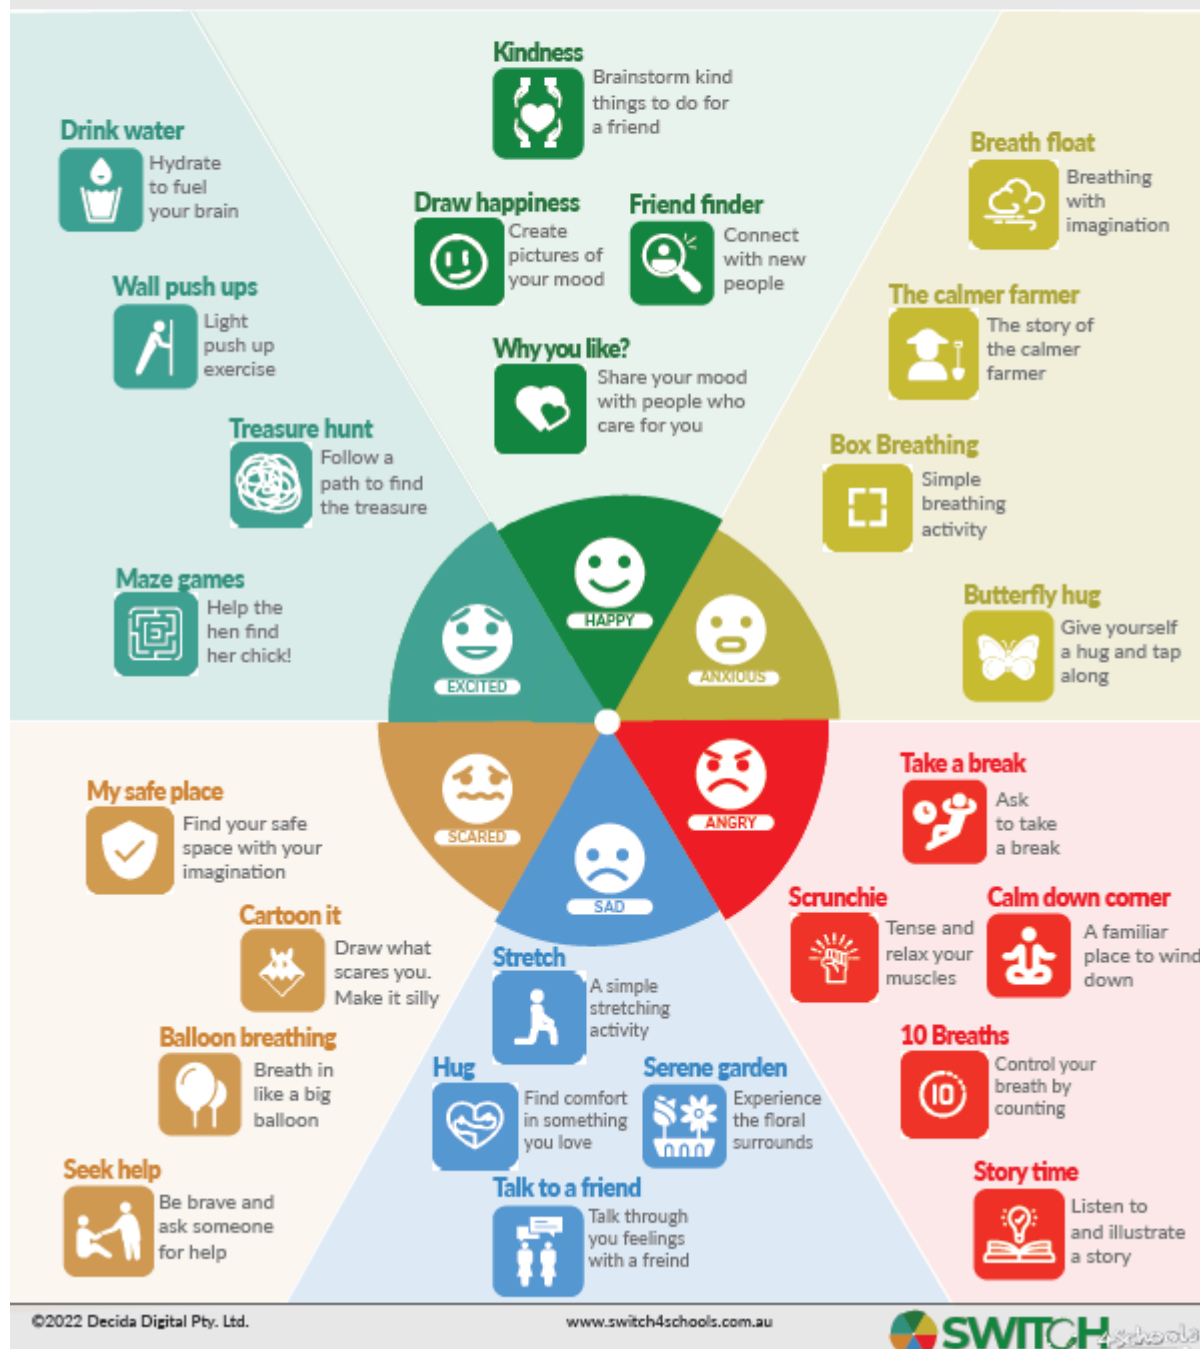 Kindness
Brainstorm kind
things to do for
a friend
Drink water
Hydrate
to fuel
your brain
Breath float
Breathing
with
imagination
Draw happiness
Create
pictures of
your mood
Friend finder
Connect
with new
people
Wall push ups
Light
push up
exercise
The calmer farmer
The story of
the calmer
farmer
Why you like?
Share your mood
with people who
care for you
Treasure hunt
Follow a
path to find
the treasure
Box Breathing
Simple
breathing
activity
Maze games
Help the
hen find
her chick!
Butterfly hug
Give yourself
a hug and tap
along
HAPPY
EXCITED
ANXIOUS
SCARED
ANGRY
SAD
My safe place
Find your safe
space with your
imagination
Take a break
Ask
to take
a break
Cartoon it
Draw what
scares you.
Make it silly
Scrunchie
Tense and
relax your
muscles
Calm down corner
A familiar
place to wind
down
Stretch
A simple
stretching
activity
Balloon breathing
Breath in
like a big
balloon
Hug
Find comfort
in something
you love
Serene garden
Experience
the floral
surrounds
10 Breaths
10
Control your
breath by
counting
Seek help
Be brave and
ask someone
for help
Talk to a friend
Talk through
you feelings
with a freind
Story time
Listen to
and illustrate
a story
©2022 Decida Digital Pty. Ltd.
www.switch4schools.com.au
SWITCH
4schools